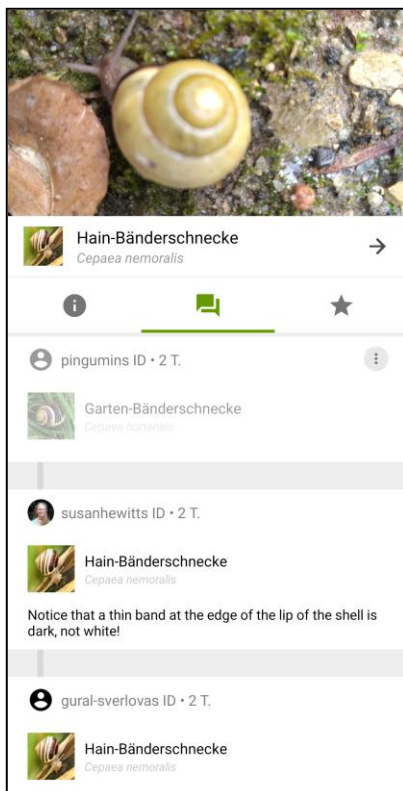 Hain-Bänderschnecke
Cepaea nemoralis
pingumins ID • 2 T.
Garten-Bänderschnecke
Cepaea hortensis
susanhewitts ID • 2 T.
Hain-Bänderschnecke
Cepaea nemoralis
Notice that a thin band at the edge of the lip of the shell is
dark, not white!
gural-sverlovas ID • 2 T.
Hain-Bänderschnecke
Cepaea nemoralis